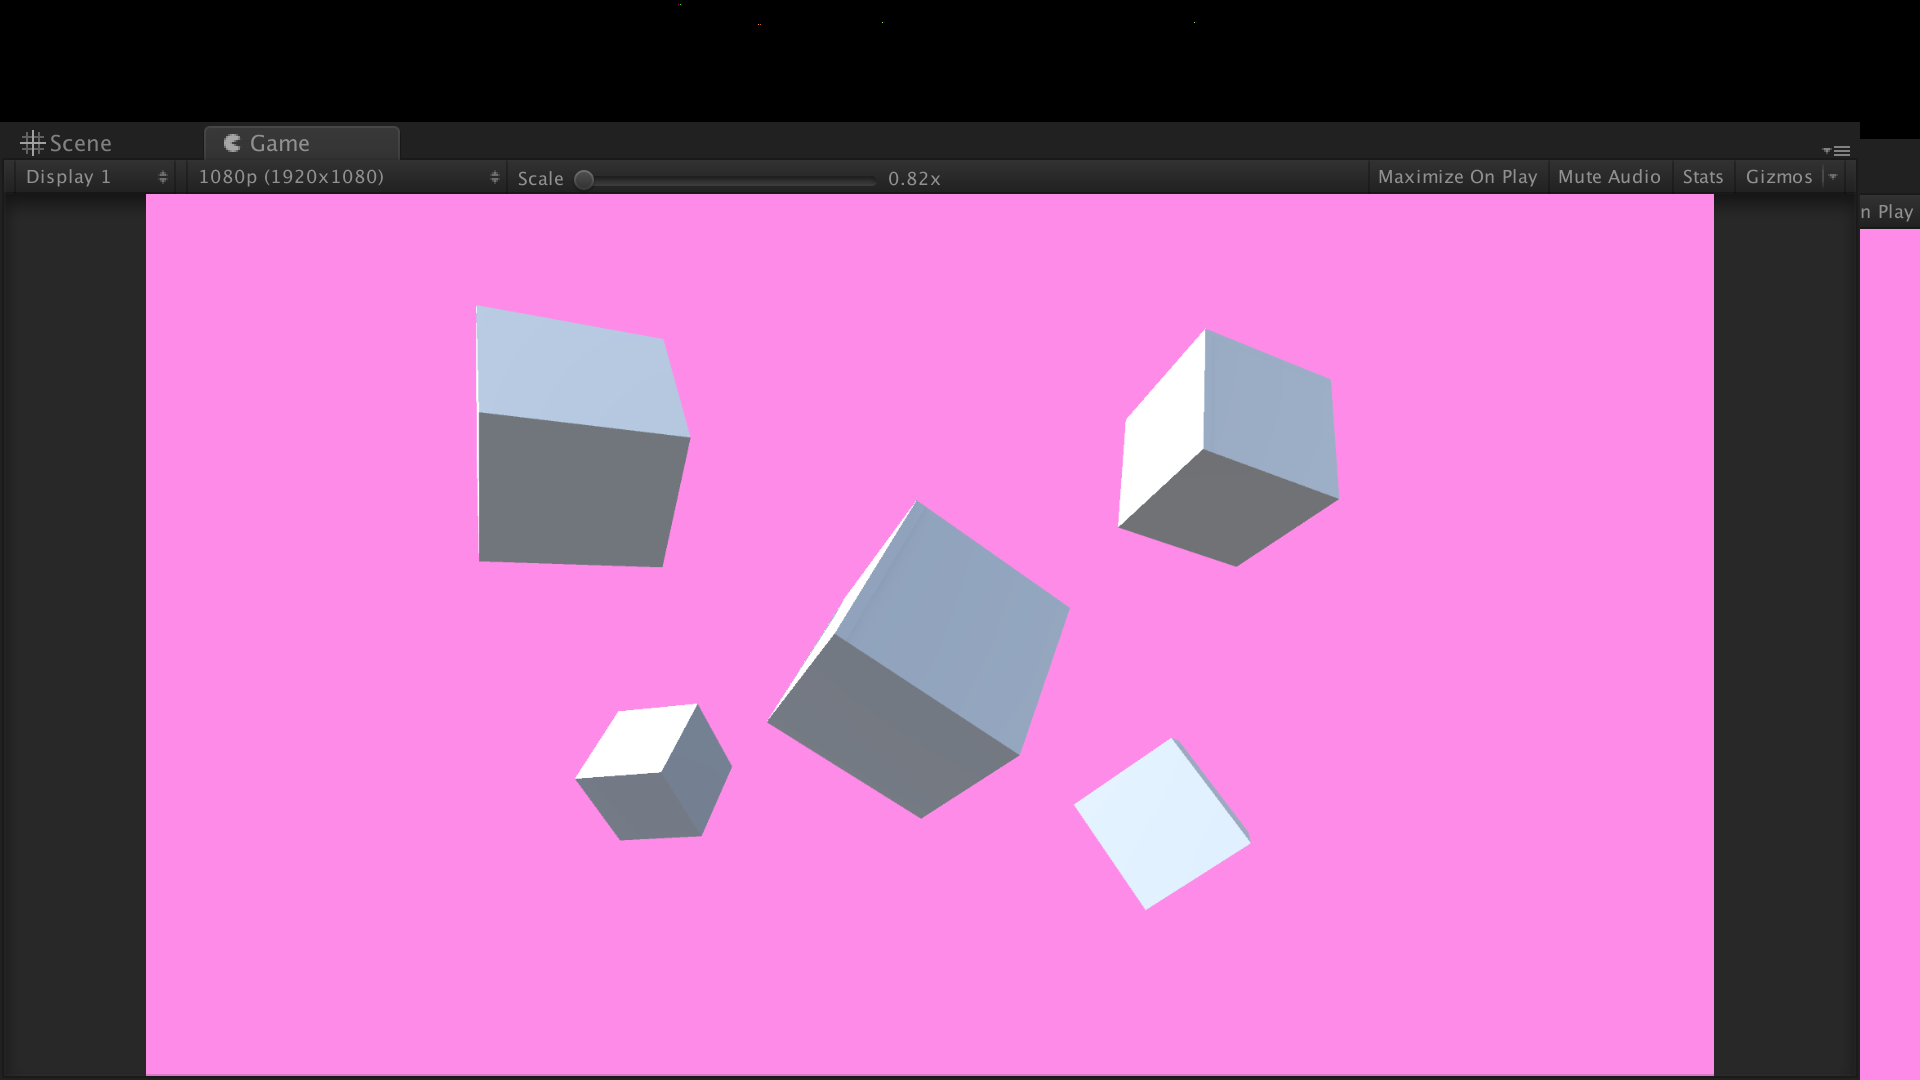 Scene Game
Display 1 1080p (1920x1080) Scale 0.82x Maximize On Play Mute Audio Stats Gizmos
n Play